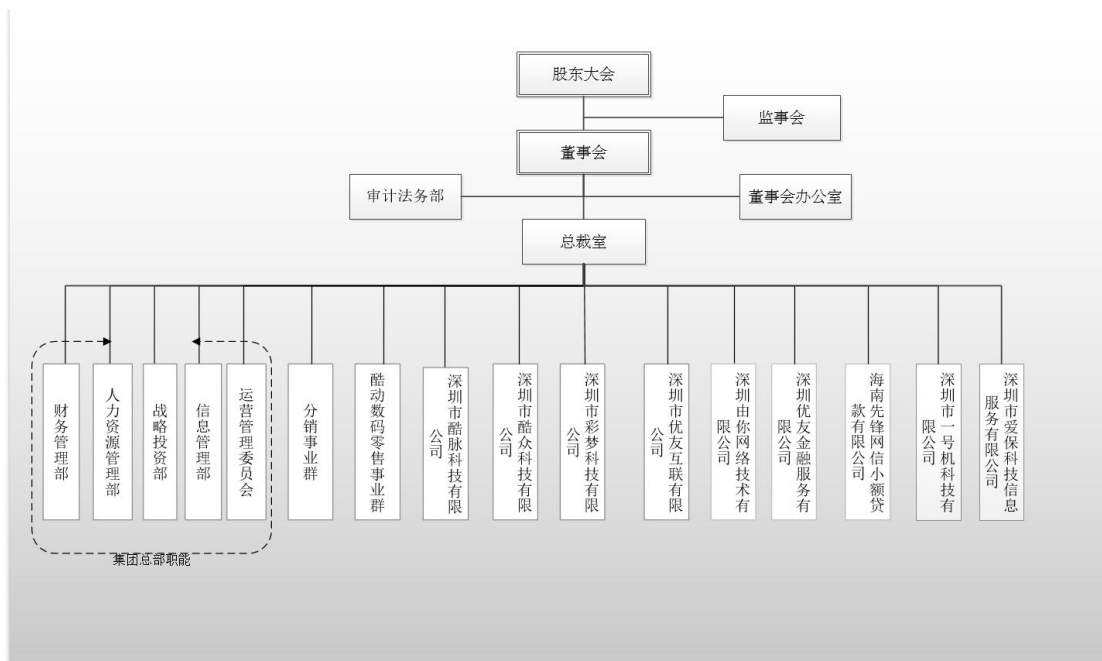 股东大会
监事会
董事会
审计法务部
董事会办公室
总裁室
财务管理部
人力资源管理部
战略投资部
信息管理部
运营管理委员会
分销事业群
酷动数码零售事业群
深圳市酷脉科技有限
公司
深圳市酷众科技有限
公司
深圳市彩梦科技有限
公司
深圳市优友互联有限
公司
深圳由你网络技术有
限公司
深圳优友金融服务有
限公司
海南先锋网信小额贷
款有限公司
深圳市一号机科技有
限公司
深圳市爱保科技信息
服务有限公司
集团总部职能